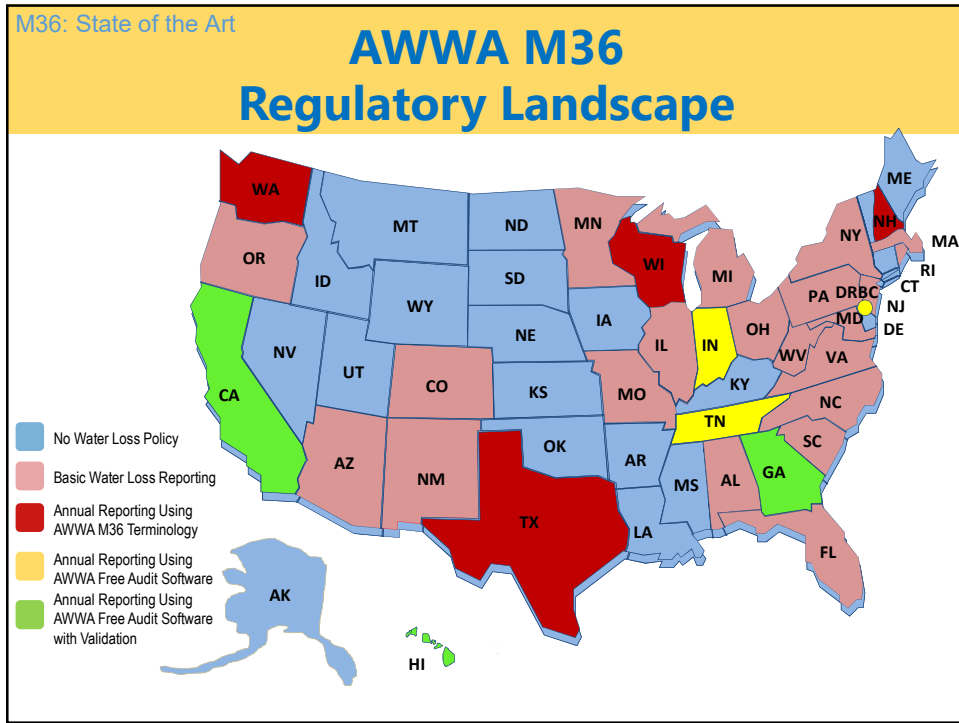 M36: State of the Art
AWWA M36
Regulatory Landscape
ME
WA
MT
ND
MN
NH
NY
MA
OR
WI
RI
ID
SD
MI
CT
WY
PA
DRBC
NJ
IA
MD
DE
NE
OH
NV
IL
IN
WV
VA
UT
CO
KS
MO
KY
CA
NC
TN
OK
SC
AZ
NM
AR
GA
MS
AL
TX
LA
FL
AK
HI
No Water Loss Policy
Basic Water Loss Reporting
Annual Reporting Using
AWWA M36 Terminology
Annual Reporting Using
AWWA Free Audit Software
Annual Reporting Using
AWWA Free Audit Software
with Validation